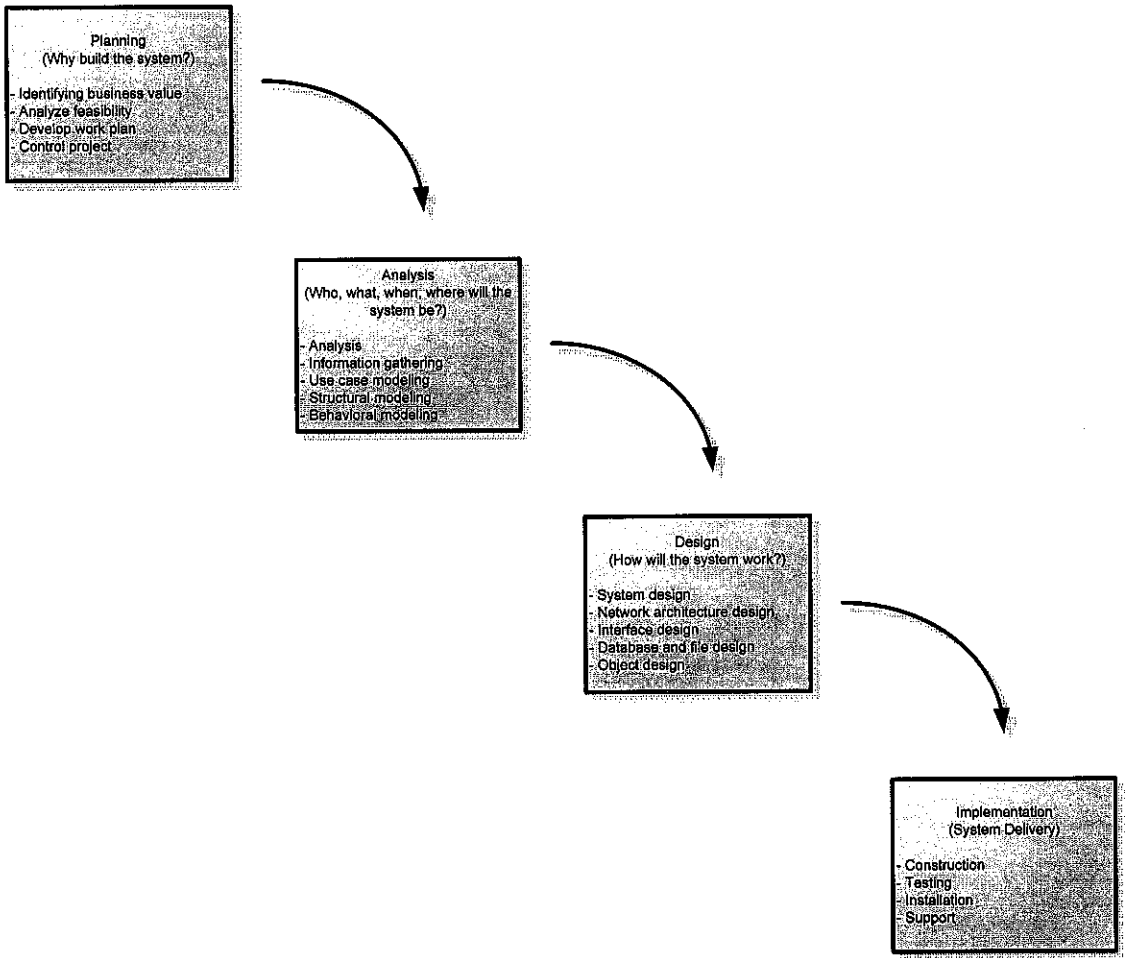 Planning
(Why build the system?)
- Identifying business value
- Analyze feasibility
- Develop work plan
- Control project
Analysis
(Who, what, when, where will the
system be?)
- Analysis
- Information gathering
- Use case modeling
- Structural modeling
- Behavioral modeling
Design
(How will the system work?)
- System design
- Network architecture design
- Interface design
- Database and file design
- Object design
Implementation
(System Delivery)
- Construction
- Testing
- Installation
- Support